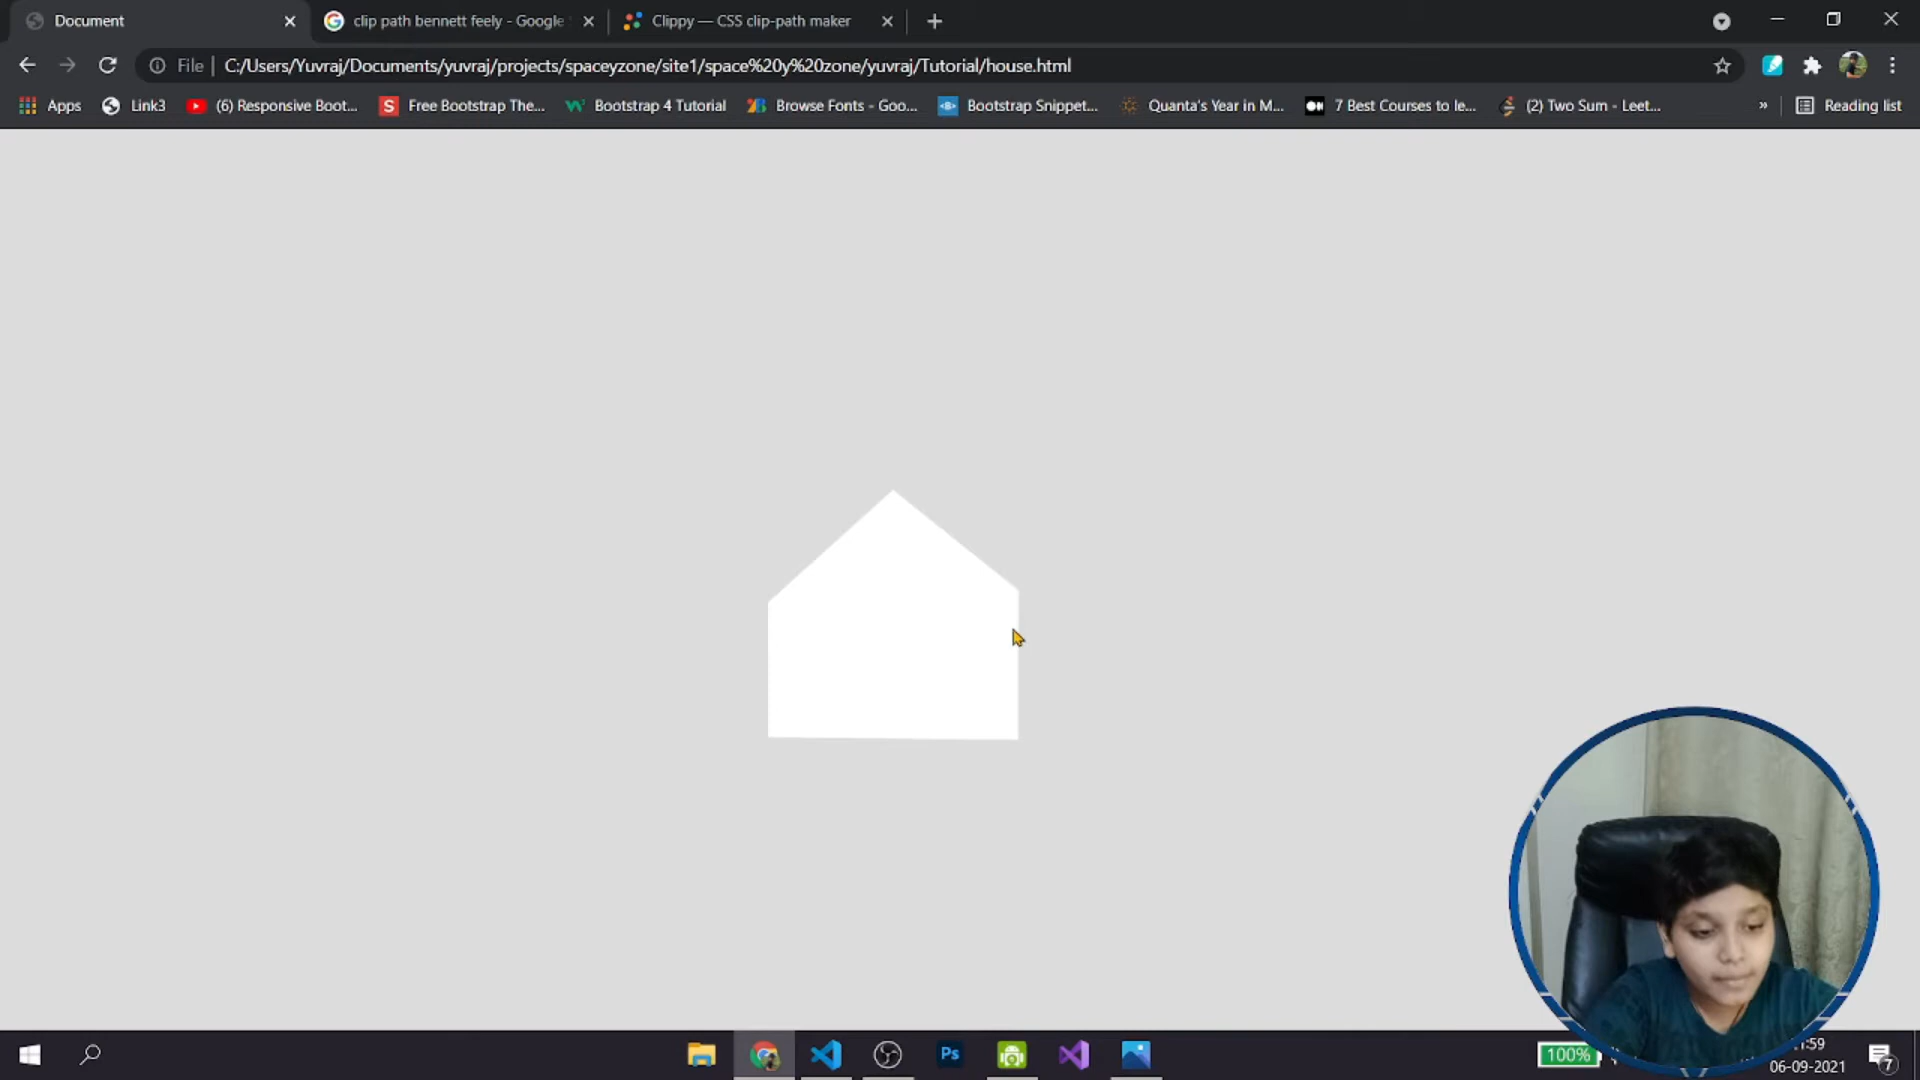 Document
clip path bennett feely - Google
Clippy — CSS clip-path maker
File
C:/Users/Yuvraj/Documents/yuvraj/projects/spaceyzone/site1/space%20y%20zone/yuvraj/Tutorial/house.html
Apps
Link3
(6) Responsive Boot...
Free Bootstrap The...
Bootstrap 4 Tutorial
Browse Fonts - Goo...
Bootstrap Snippet...
Quanta's Year in M...
7 Best Courses to le...
(2) Two Sum - Leet...
»
Reading list
Ps
100%
:59
06-09-2021
7